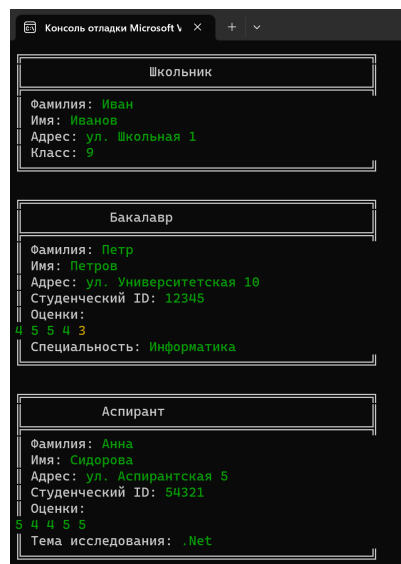 Консоль отладки Microsoft V
Школьник
Фамилия: Иван
Имя: Иванов
Адрес: ул. Школьная 1
Класс: 9
Бакалавр
Фамилия: Петр
Имя: Петров
Адрес: ул. Университетская 10
Студенческий ID: 12345
Оценки:
4 5 5 4 3
Специальность: Информатика
Аспирант
Фамилия: Анна
Имя: Сидорова
Адрес: ул. Аспирантская 5
Студенческий ID: 54321
Оценки:
5 4 4 5 5
Тема исследования: .Net